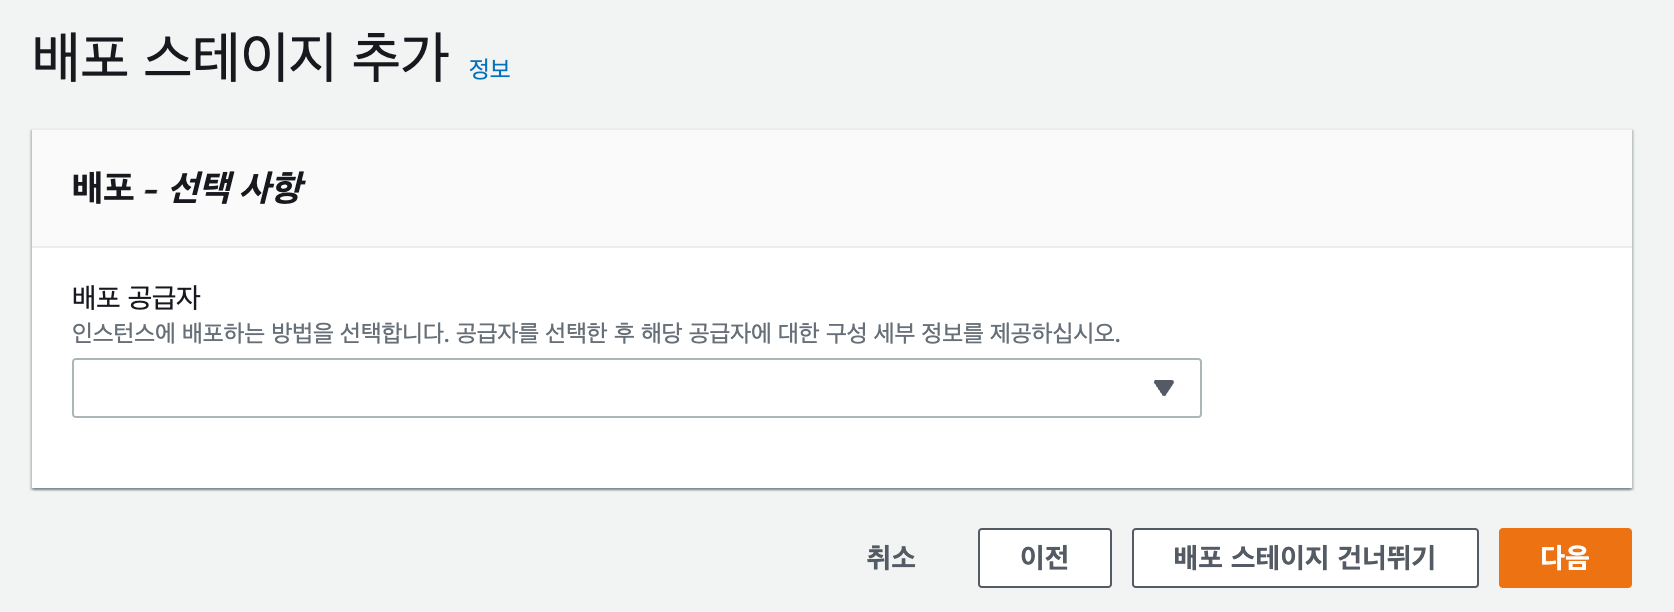 배포 스테이지 추가 정보
배포 - 선택 사항
배포 공급자
인스턴스에 배포하는 방법을 선택합니다. 공급자를 선택한 후 해당 공급자에 대한 구성 세부 정보를 제공하십시오.
취소 이전 배포 스테이지 건너뛰기 다음